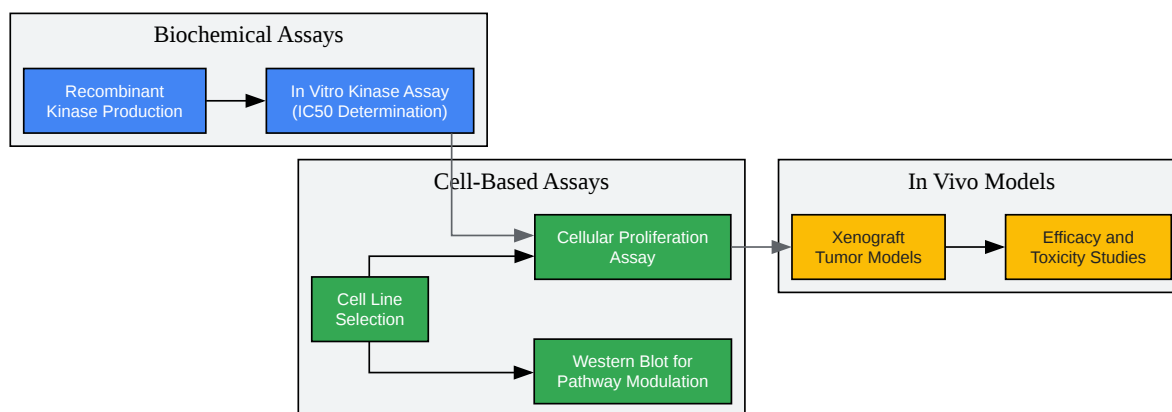 Biochemical Assays
Recombinant
Kinase Production
In Vitro Kinase Assay
(IC50 Determination)
Cell-Based Assays
Cellular Proliferation
Assay
Cell Line
Selection
Western Blot for
Pathway Modulation
In Vivo Models
Xenograft
Tumor Models
Efficacy and
Toxicity Studies